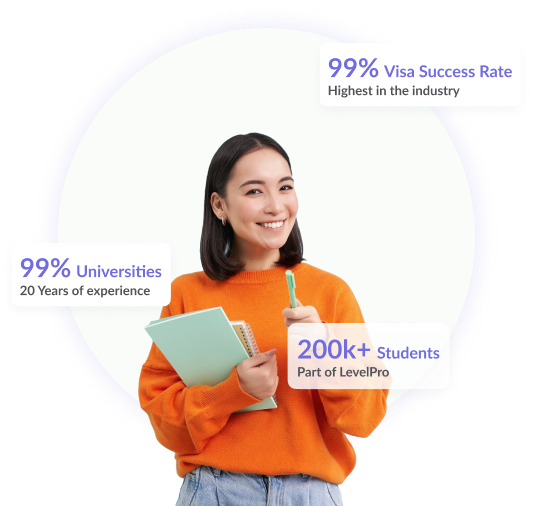 99% Visa Success Rate
Highest in the industry
99% Universities
20 Years of experience
200k+ Students
Part of LevelPro